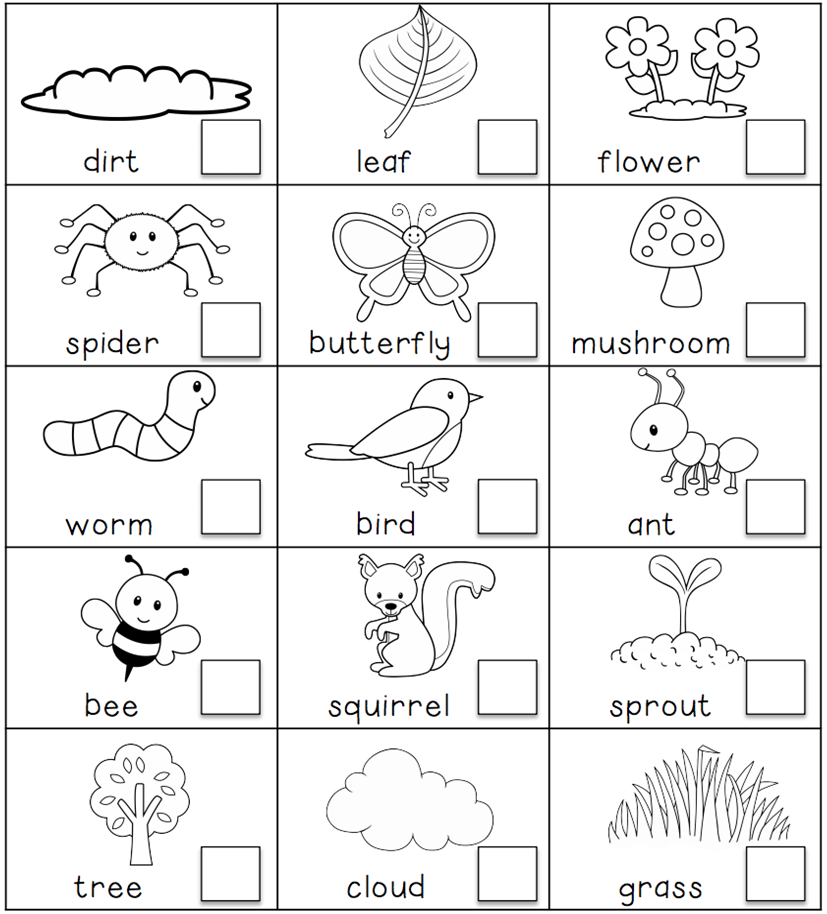 dirt
leaf
flower
spider
butterfly
mushroom
worm
bird
ant
bee
squirrel
sprout
tree
cloud
grass